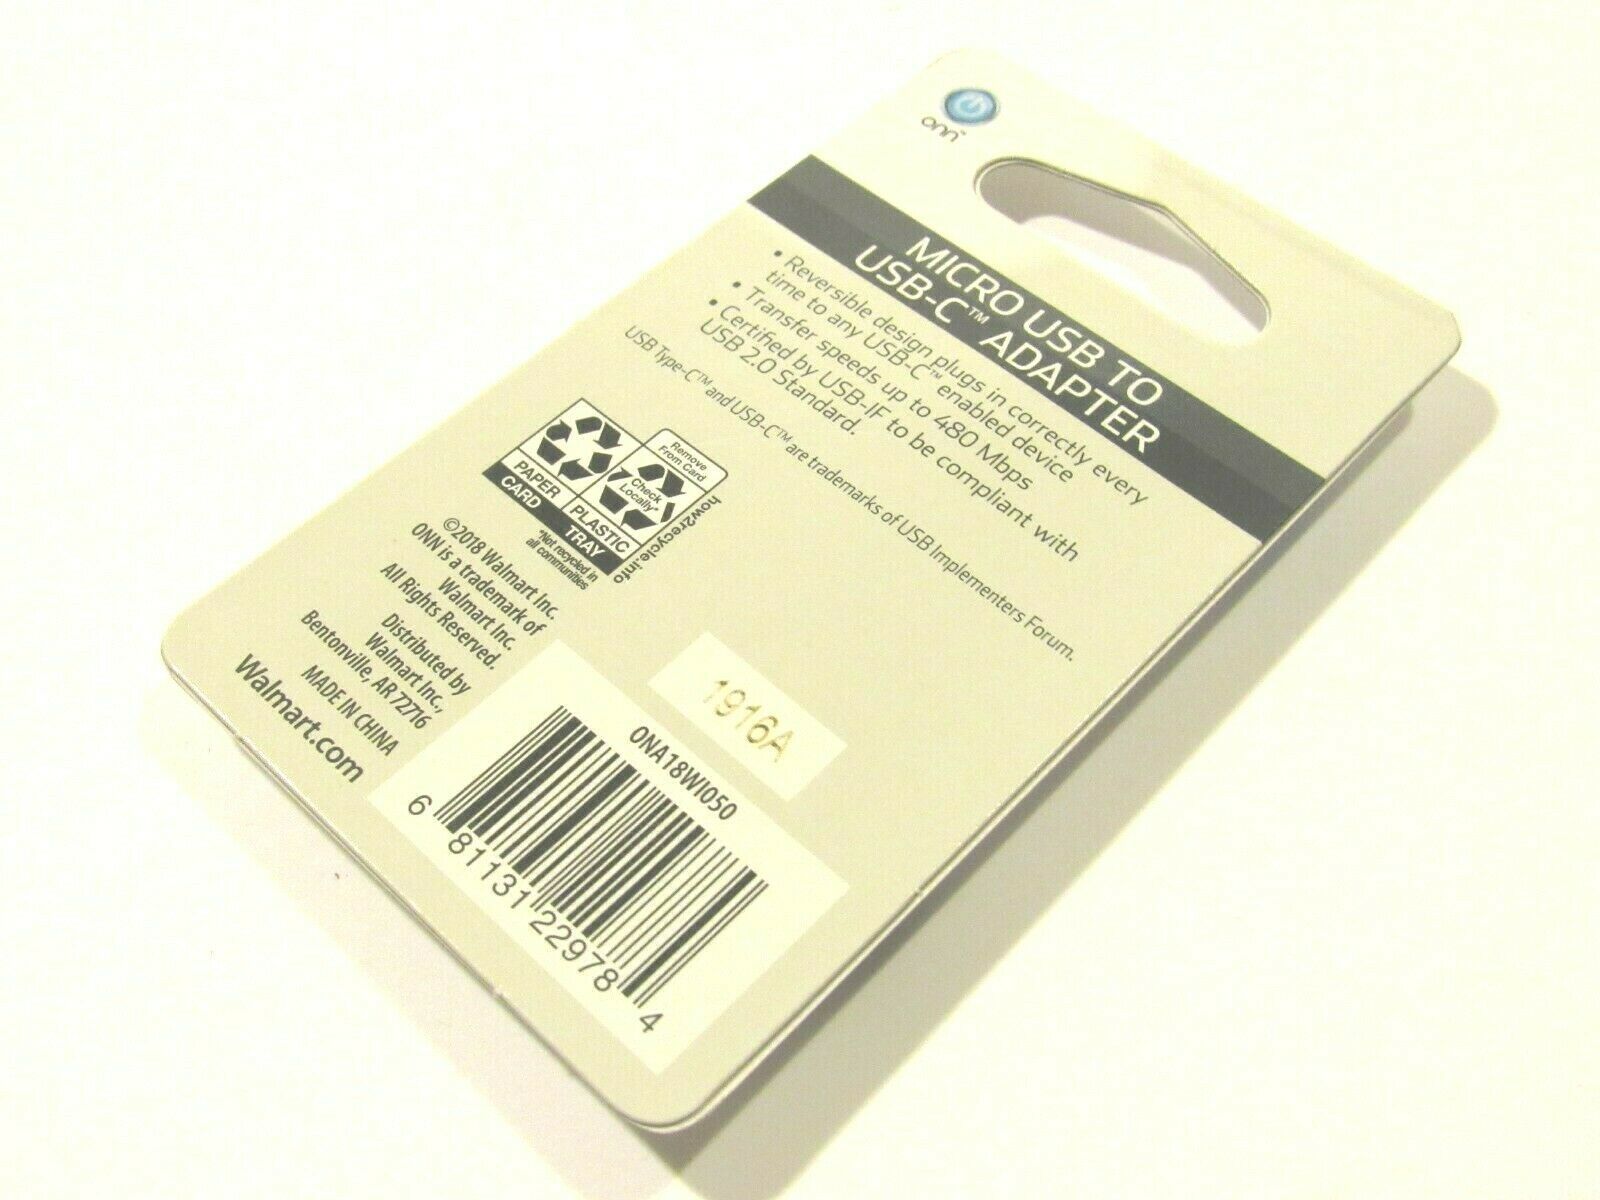 onn™
MICRO USB TO
USB-C™ ADAPTER
• Reversible design plugs in correctly every
time to any USB-C™ enabled device
• Transfer speeds up to 480 Mbps
• Certified by USB-IF to be compliant with
USB 2.0 Standard.
USB Type-C™ and USB-C™ are trademarks of USB Implementers Forum.
Remove
From Card
Check
Locally*
PAPER
CARD
PLASTIC
TRAY
*Not recycled in
all communities
how2recycle.info
©2018 Walmart Inc.
ONN is a trademark of
Walmart Inc.
All Rights Reserved.
Distributed by
Walmart Inc.,
Bentonville, AR 72716
MADE IN CHINA
Walmart.com
1916A
ONA18WI050
6 81131 22978 4